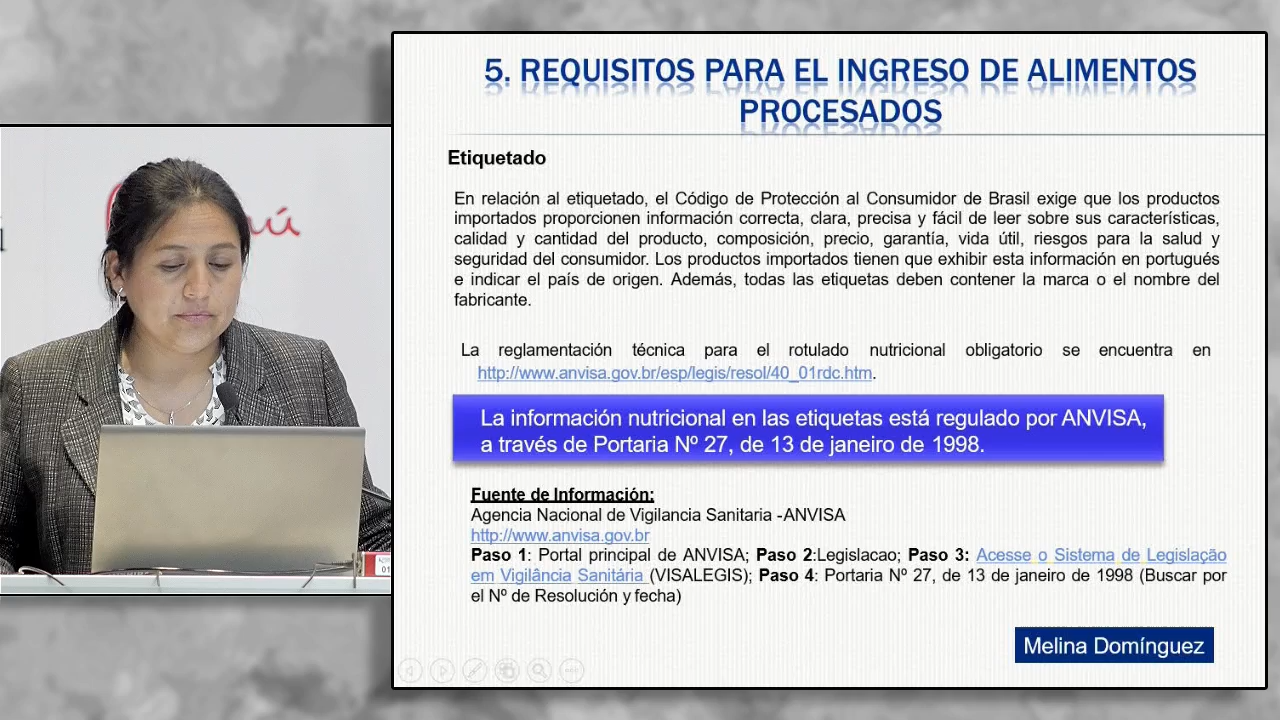 5. REQUISITOS PARA EL INGRESO DE ALIMENTOS
PROCESADOS
Etiquetado
En relación al etiquetado, el Código de Protección al Consumidor de Brasil exige que los productos
importados proporcionen información correcta, clara, precisa y fácil de leer sobre sus características,
calidad y cantidad del producto, composición, precio, garantía, vida útil, riesgos para la salud y
seguridad del consumidor. Los productos importados tienen que exhibir esta información en portugués
e indicar el país de origen. Además, todas las etiquetas deben contener la marca o el nombre del
fabricante.
La reglamentación técnica para el rotulado nutricional obligatorio se encuentra en
http://www.anvisa.gov.br/esp/legis/resol/40_01rdc.htm.
La información nutricional en las etiquetas está regulado por ANVISA,
a través de Portaria Nº 27, de 13 de janeiro de 1998.
Fuente de Información:
Agencia Nacional de Vigilancia Sanitaria -ANVISA
http://www.anvisa.gov.br
Paso 1: Portal principal de ANVISA; Paso 2:Legislacao; Paso 3: Acesse o Sistema de Legislação
em Vigilância Sanitária (VISALEGIS); Paso 4: Portaria Nº 27, de 13 de janeiro de 1998 (Buscar por
el Nº de Resolución y fecha)
Melina Domínguez